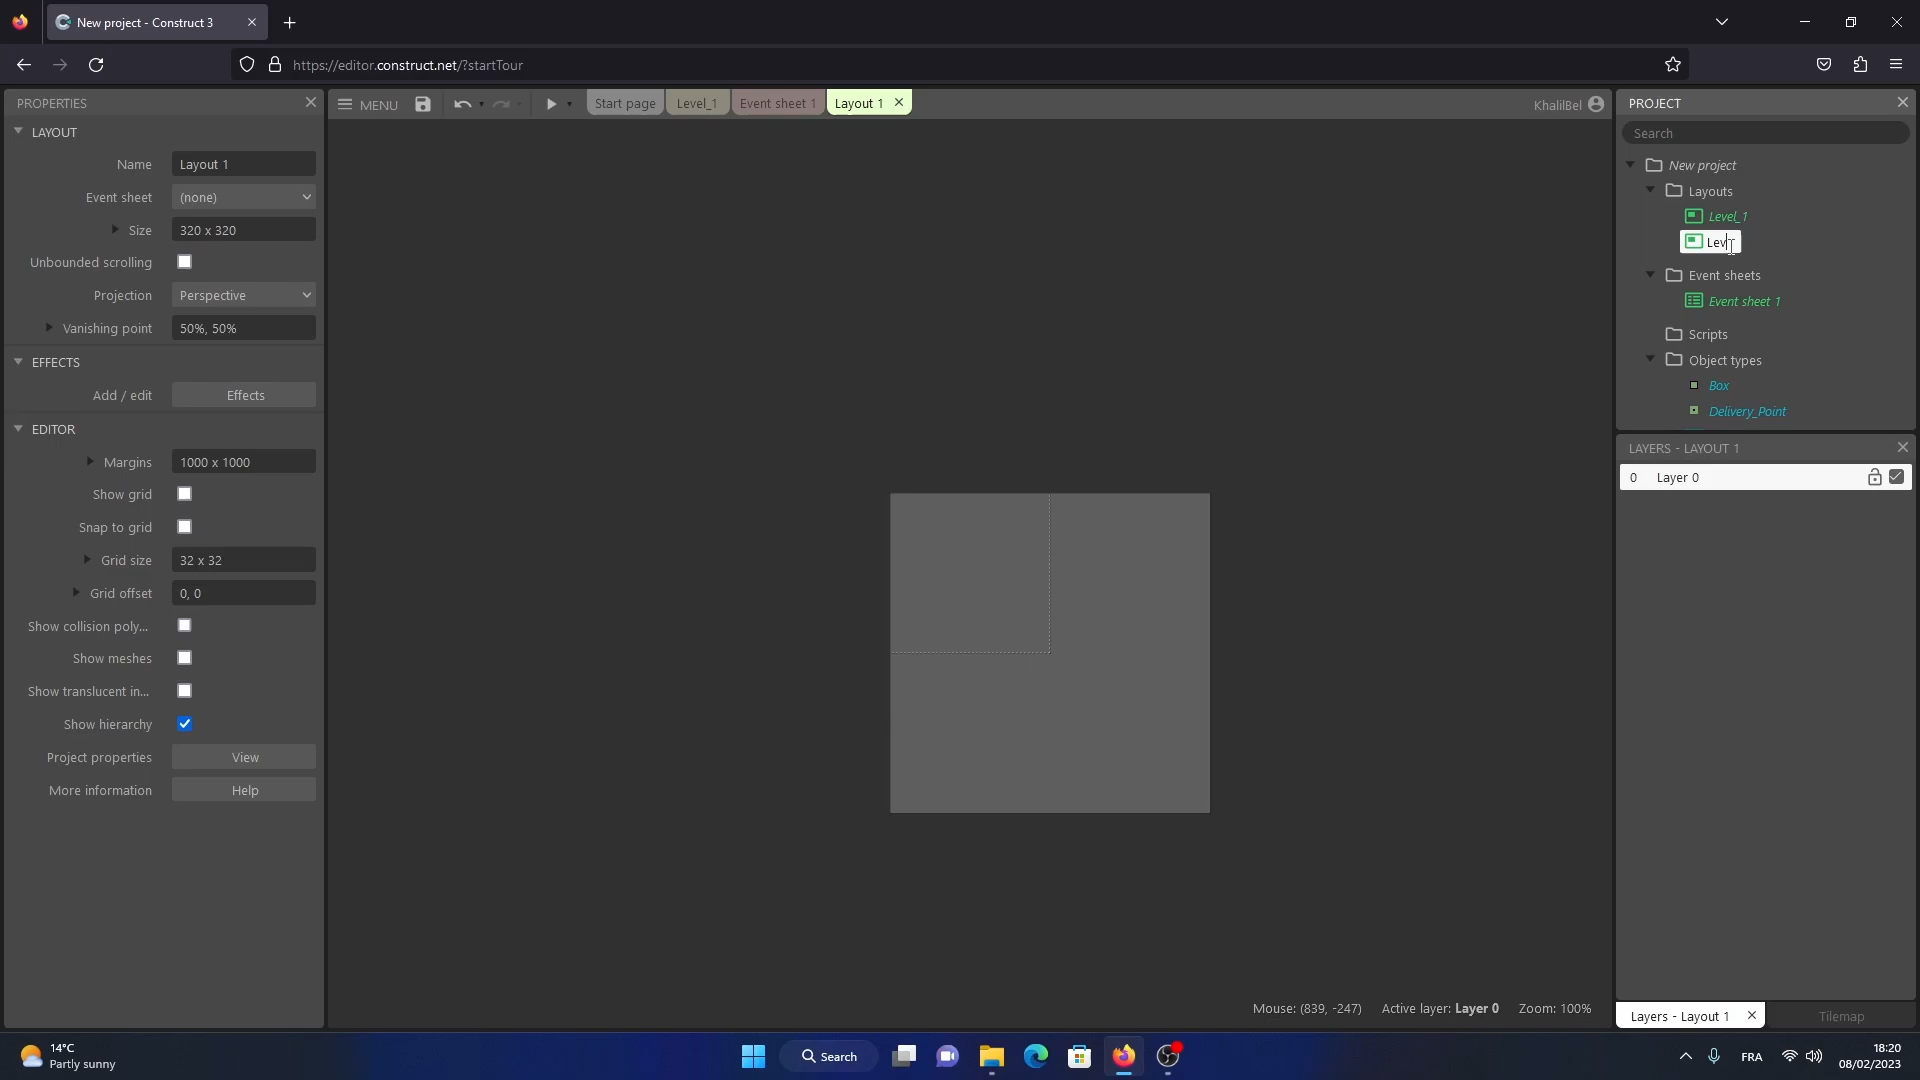 New project - Construct 3
https://editor.construct.net/?startTour
PROPERTIES
MENU
Start page
Level_1
Event sheet 1
Layout 1
KhalilBel
PROJECT
LAYOUT
Name
Layout 1
Event sheet
(none)
Size
320 x 320
Unbounded scrolling
Projection
Perspective
Vanishing point
50%, 50%
EFFECTS
Add / edit
Effects
EDITOR
Margins
1000 x 1000
Show grid
Snap to grid
Grid size
32 x 32
Grid offset
0, 0
Show collision poly...
Show meshes
Show translucent in...
Show hierarchy
Project properties
View
More information
Help
Search
New project
Layouts
Level_1
Lev
Event sheets
Event sheet 1
Scripts
Object types
Box
Delivery_Point
LAYERS - LAYOUT 1
0 Layer 0
Mouse: (839, -247)
Active layer: Layer 0
Zoom: 100%
Layers - Layout 1
Tilemap
14°C
Partly sunny
Search
FRA
18:20
08/02/2023